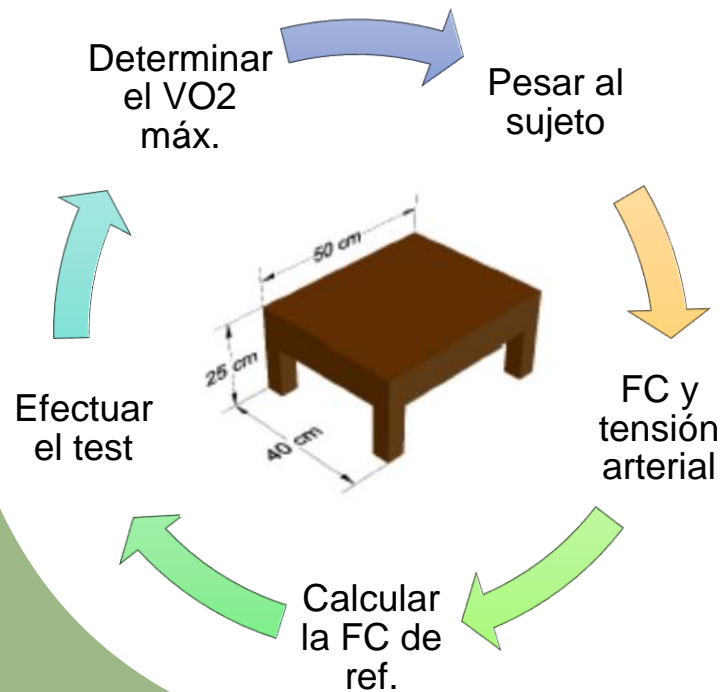 Determinar
el VO2
máx.
Pesar al
sujeto
50 cm
25 cm
40 cm
Efectuar
el test
FC y
tensión
arterial
Calcular
la FC de
ref.